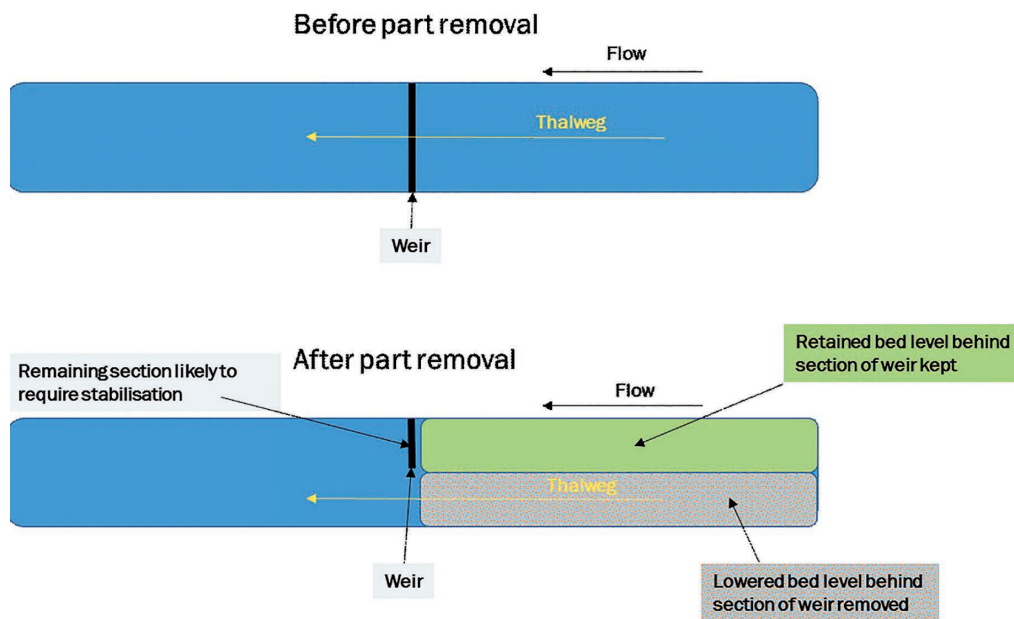 Before part removal
Flow
Thalweg
Weir
After part removal
Remaining section likely to
require stabilisation
Retained bed level behind
section of weir kept
Flow
Thalweg
Weir
Lowered bed level behind
section of weir removed